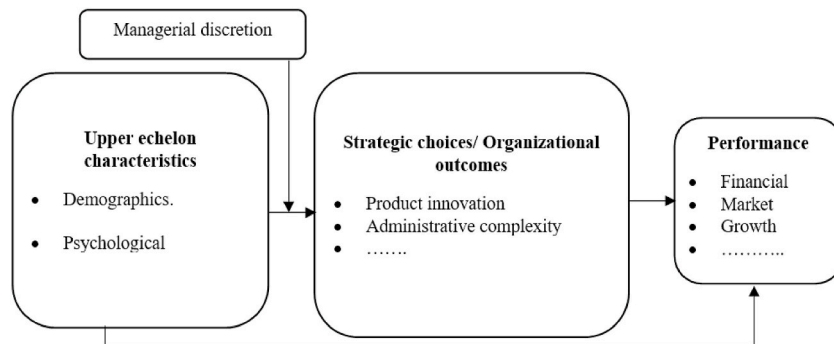 Managerial discretion
Upper echelon
characteristics
• Demographics.
• Psychological
Strategic choices/ Organizational
outcomes
• Product innovation
• Administrative complexity
• …….
Performance
• Financial
• Market
• Growth
• ………..